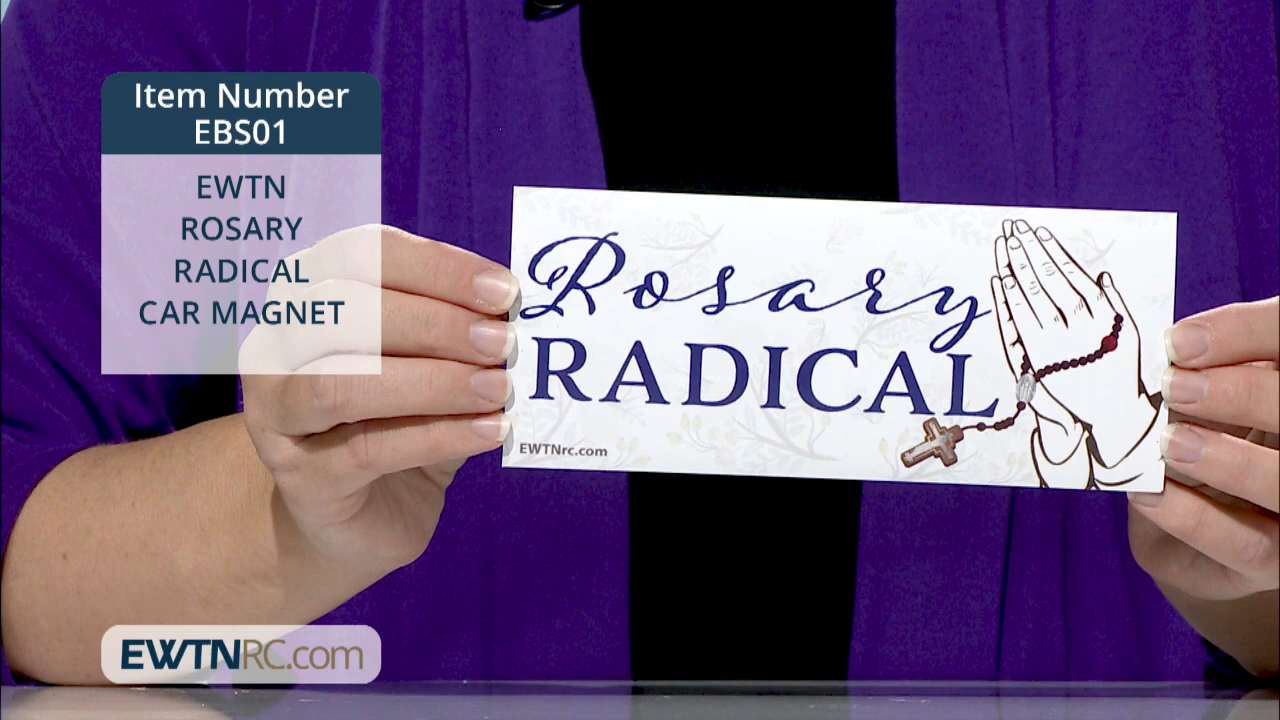 Item Number
EBS01
EWTN
ROSARY
RADICAL
CAR MAGNET
Rosary
RADICAL
EWTNrc.com
EWTNRC.com